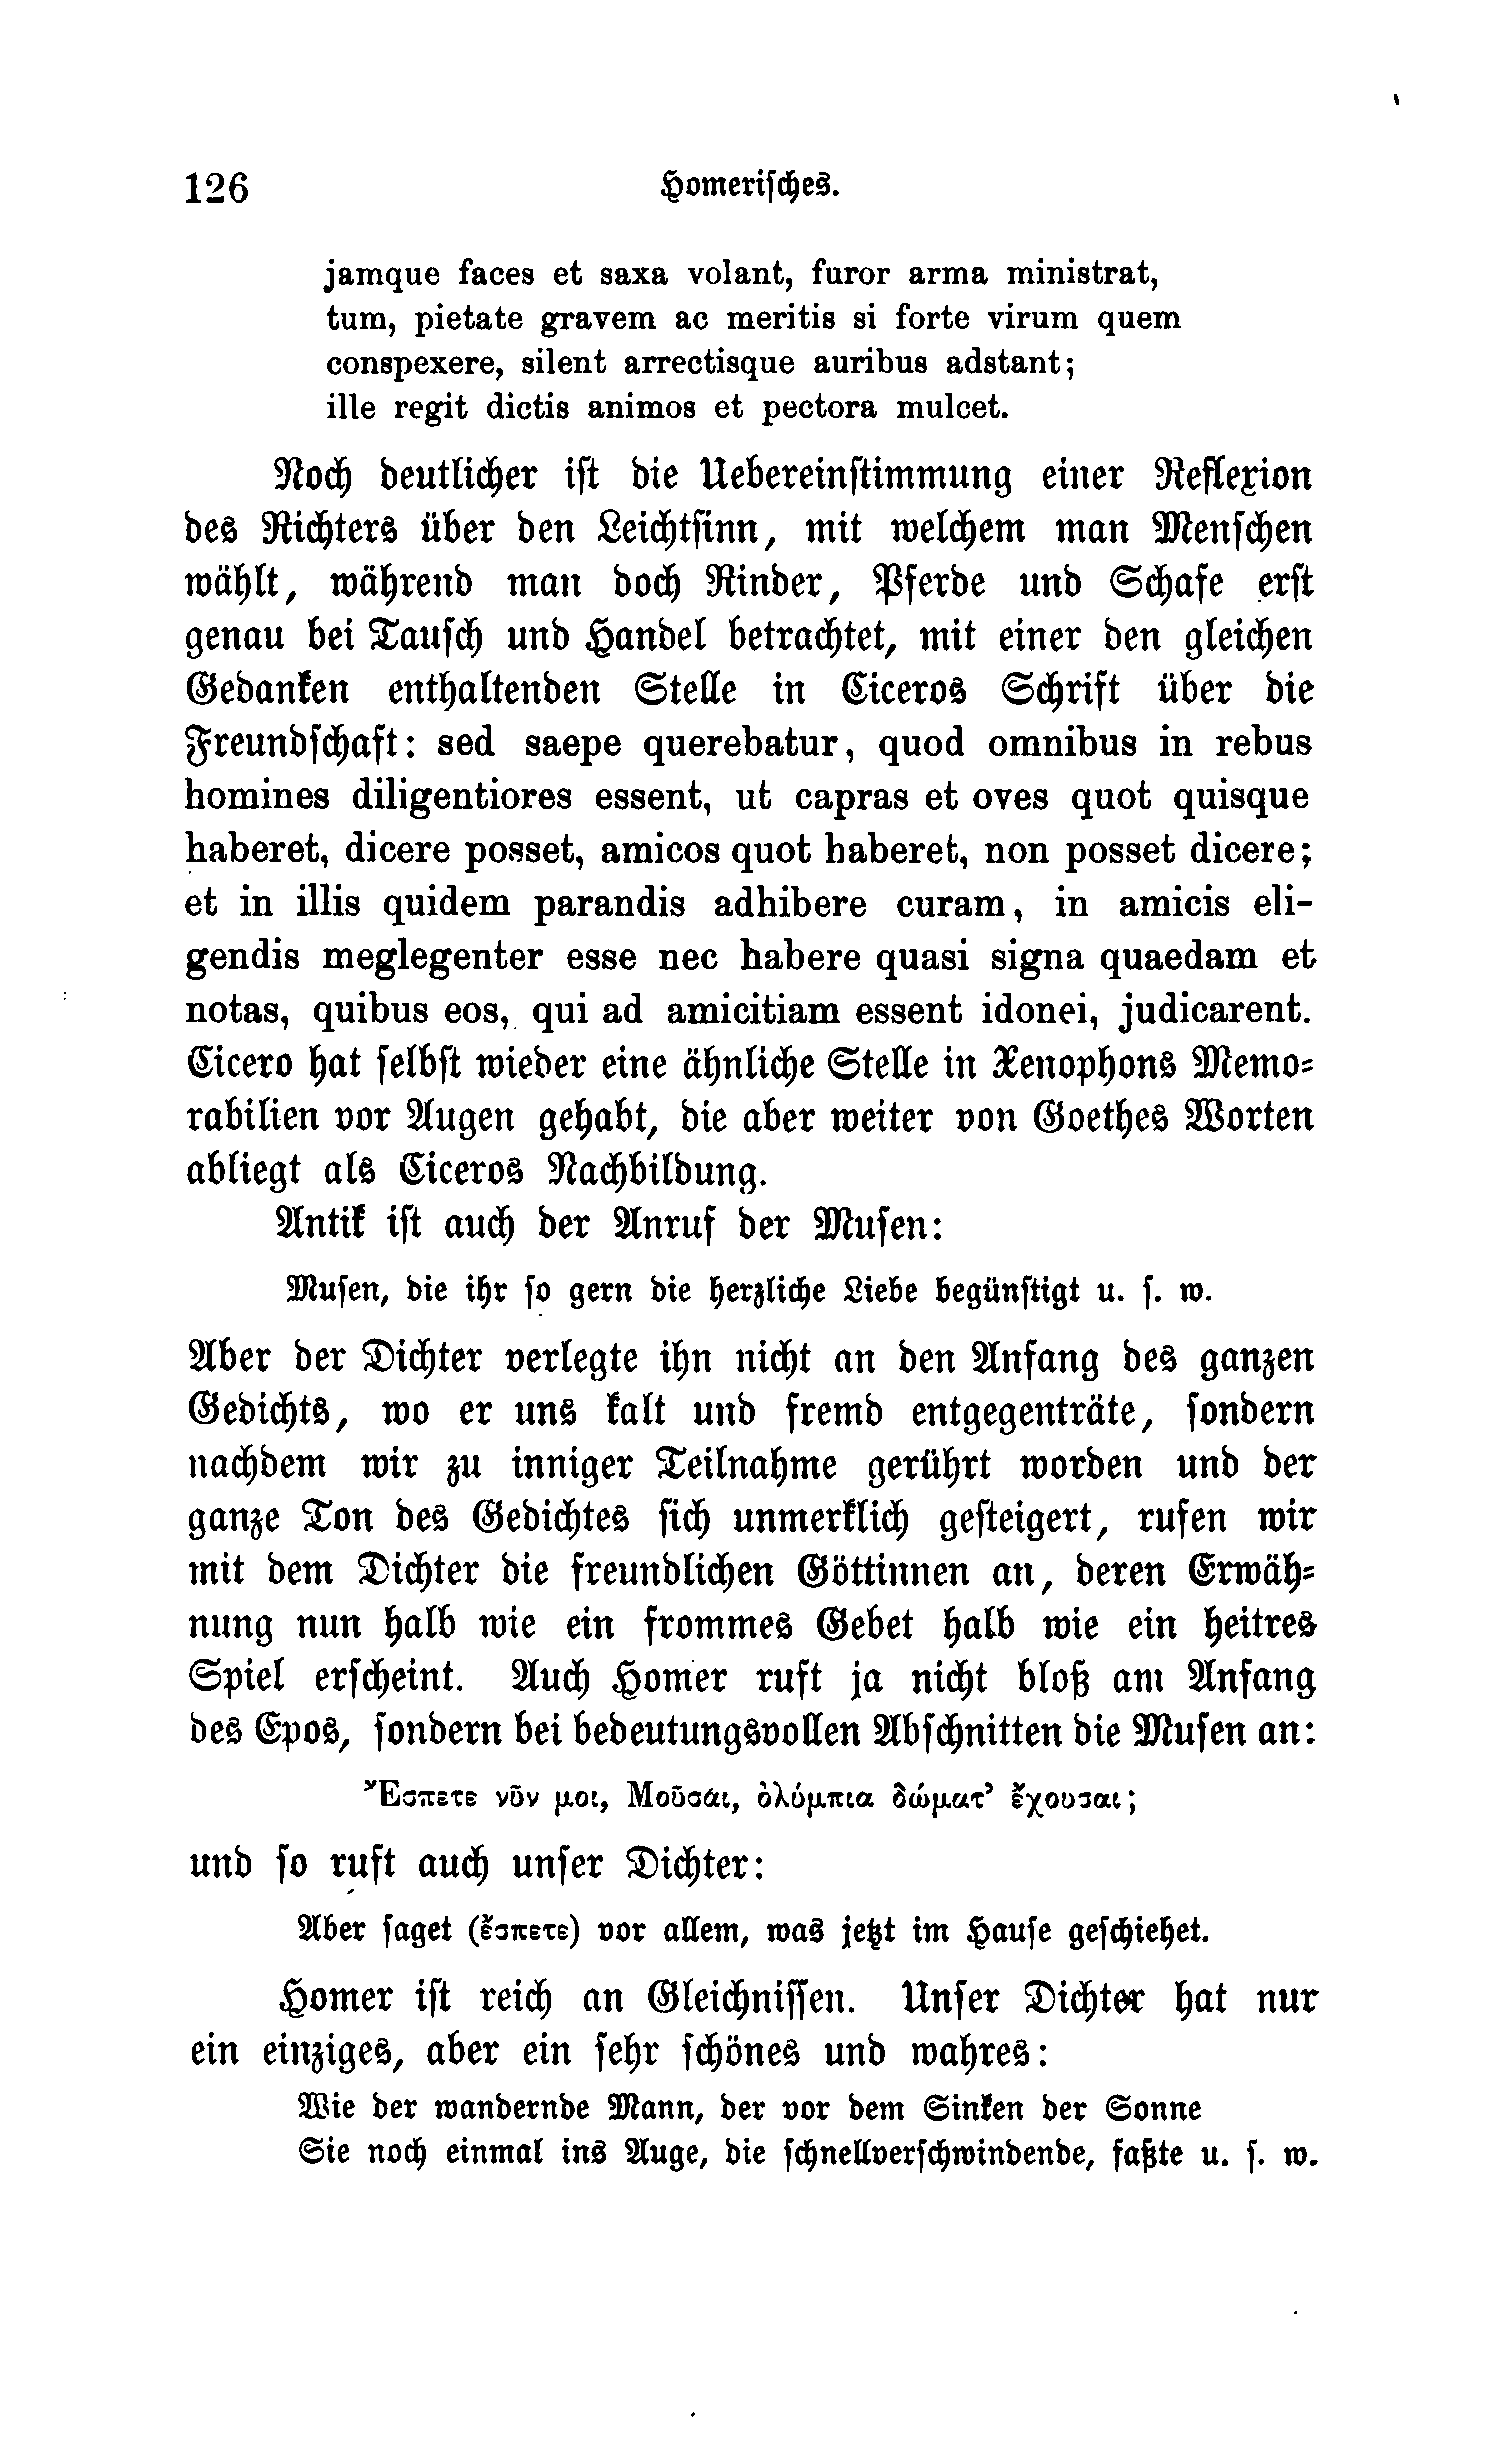 126 Homerisches.
jamque faces et saxa volant, furor arma ministrat,
tum, pietate gravem ac meritis si forte virum quem
conspexere, silent arrectisque auribus adstant;
ille regit dictis animos et pectora mulcet.
Noch deutlicher ist die Uebereinstimmung einer Reflexion
des Richters über den Leichtsinn, mit welchem man Menschen
wählt, während man doch Rinder, Pferde und Schafe erst
genau bei Tausch und Handel betrachtet, mit einer den gleichen
Gedanken enthaltenden Stelle in Ciceros Schrift über die
Freundschaft: sed saepe querebatur, quod omnibus in rebus
homines diligentiores essent, ut capras et oves quot quisque
haberet, dicere posset, amicos quot haberet, non posset dicere;
et in illis quidem parandis adhibere curam, in amicis eli-
gendis meglegenter esse nec habere quasi signa quaedam et
notas, quibus eos, qui ad amicitiam essent idonei, judicarent.
Cicero hat selbst wieder eine ähnliche Stelle in Xenophons Memo-
rabilien vor Augen gehabt, die aber weiter von Goethes Worten
abliegt als Ciceros Nachbildung.
Antik ist auch der Anruf der Musen:
Musen, die ihr so gern die herzliche Liebe begünstigt u. s. w.
Aber der Dichter verlegte ihn nicht an den Anfang des ganzen
Gedichts, wo er uns kalt und fremd entgegenträte, sondern
nachdem wir zu inniger Teilnahme gerührt worden und der
ganze Ton des Gedichtes sich unmerklich gesteigert, rufen wir
mit dem Dichter die freundlichen Göttinnen an, deren Erwäh-
nung nun halb wie ein frommes Gebet halb wie ein heitres
Spiel erscheint. Auch Homer ruft ja nicht bloß am Anfang
des Epos, sondern bei bedeutungsvollen Abschnitten die Musen an:
Ἔσπετε νῦν μοι, Μοῦσαι, ὀλύμπια δώματ’ ἔχουσαι;
und so ruft auch unser Dichter:
Aber saget (ἔσπετε) vor allem, was jetzt im Hause geschiehet.
Homer ist reich an Gleichnissen. Unser Dichter hat nur
ein einziges, aber ein sehr schönes und wahres:
Wie der wandernde Mann, der vor dem Sinken der Sonne
Sie noch einmal ins Auge, die schnellverschwindende, faßte u. s. w.